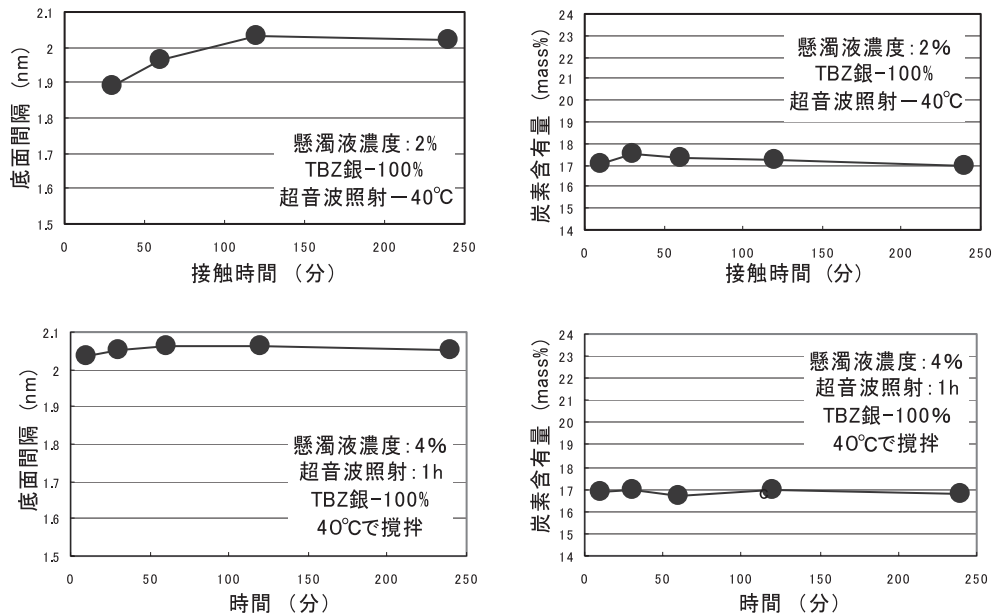 底面間隔 (nm)
2.1
2
1.9
1.8
1.7
1.6
1.5
懸濁液濃度:2%
TBZ銀-100%
超音波照射-40℃
0 50 100 150 200 250
接触時間 (分)
炭素含有量 (mass%)
24
23
22
21
20
19
18
17
16
15
14
懸濁液濃度:2%
TBZ銀-100%
超音波照射-40℃
0 50 100 150 200 250
接触時間 (分)
底面間隔 (nm)
2.1
2
1.9
1.8
1.7
1.6
1.5
懸濁液濃度:4%
超音波照射:1h
TBZ銀-100%
40℃で撹拌
0 50 100 150 200 250
時間 (分)
炭素含有量 (mass%)
24
23
22
21
20
19
18
17
16
15
14
懸濁液濃度:4%
超音波照射:1h
TBZ銀-100%
40℃で撹拌
0 50 100 150 200 250
時間 (分)